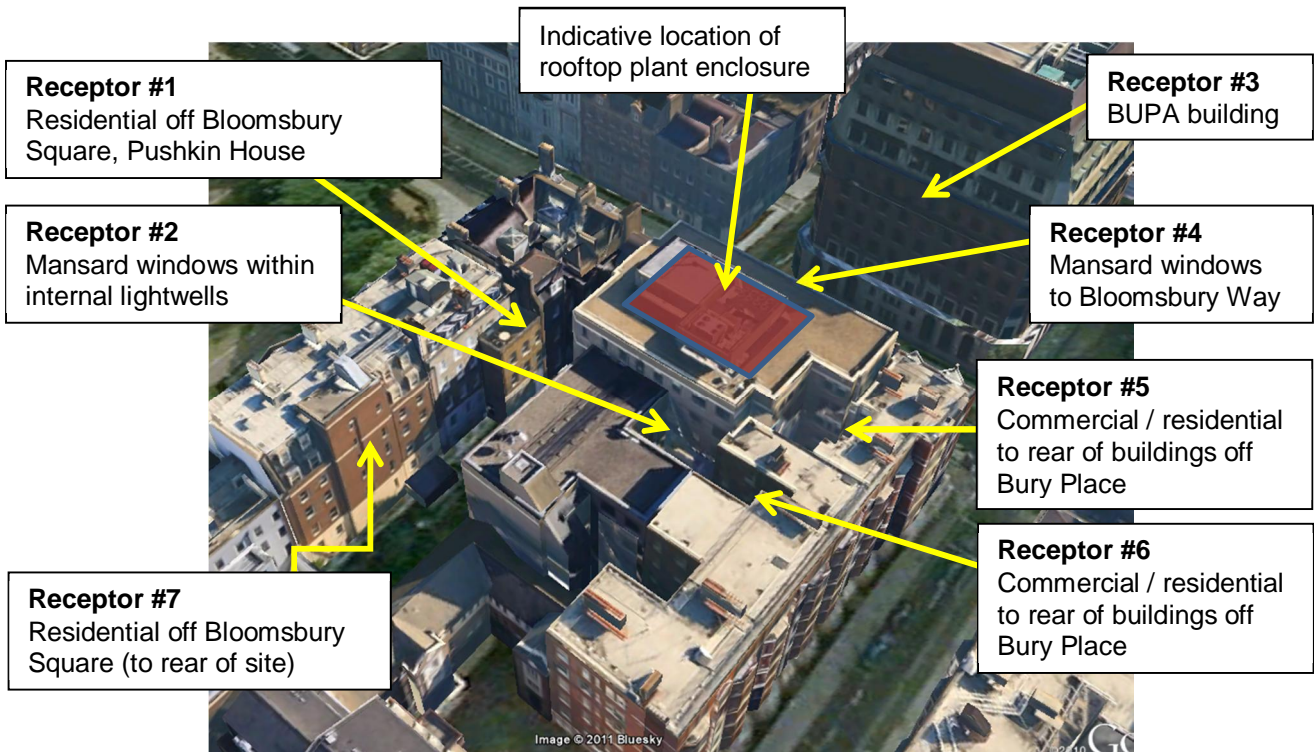 Indicative location of
rooftop plant enclosure
Receptor #1
Residential off Bloomsbury
Square, Pushkin House
Receptor #3
BUPA building
Receptor #2
Mansard windows within
internal lightwells
Receptor #4
Mansard windows
to Bloomsbury Way
Receptor #5
Commercial / residential
to rear of buildings off
Bury Place
Receptor #6
Commercial / residential
to rear of buildings off
Bury Place
Receptor #7
Residential off Bloomsbury
Square (to rear of site)
Image © 2011 Bluesky